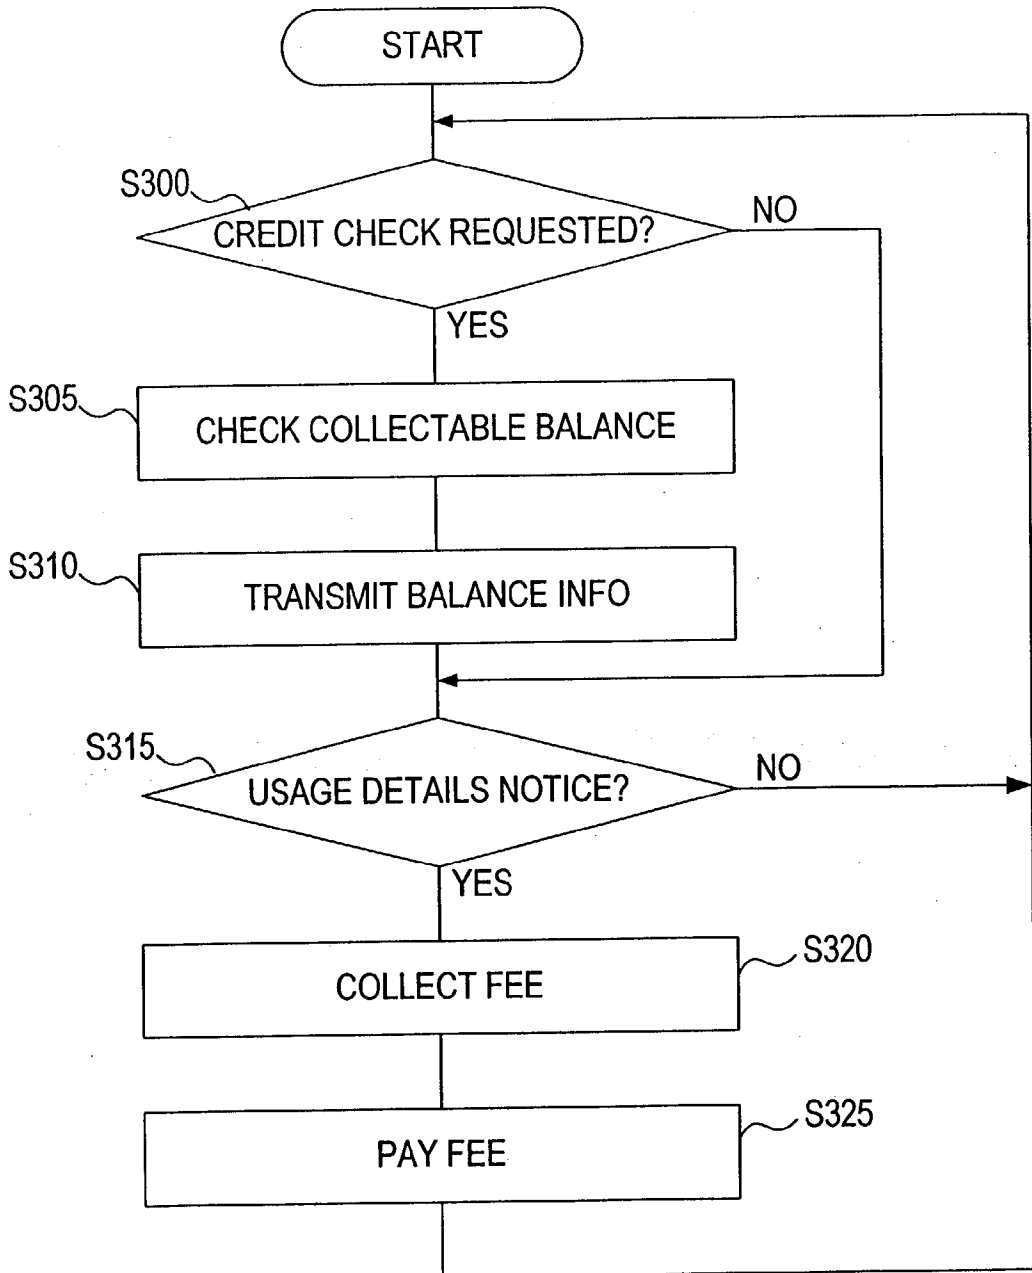 START
S300
CREDIT CHECK REQUESTED?
NO
YES
S305
CHECK COLLECTABLE BALANCE
S310
TRANSMIT BALANCE INFO
S315
USAGE DETAILS NOTICE?
NO
YES
COLLECT FEE
S320
PAY FEE
S325